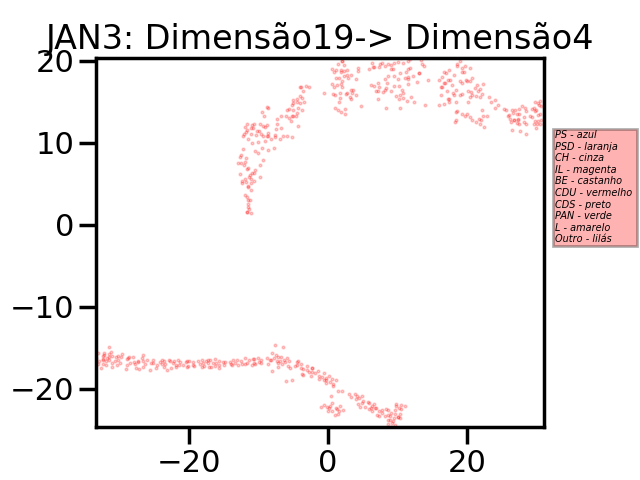 JAN3: Dimensão19-> Dimensão4
20
10
0
−10
−20
−20
0
20
PS - azul
PSD - laranja
CH - cinza
IL - magenta
BE - castanho
CDU - vermelho
CDS - preto
PAN - verde
L - amarelo
Outro - lilás